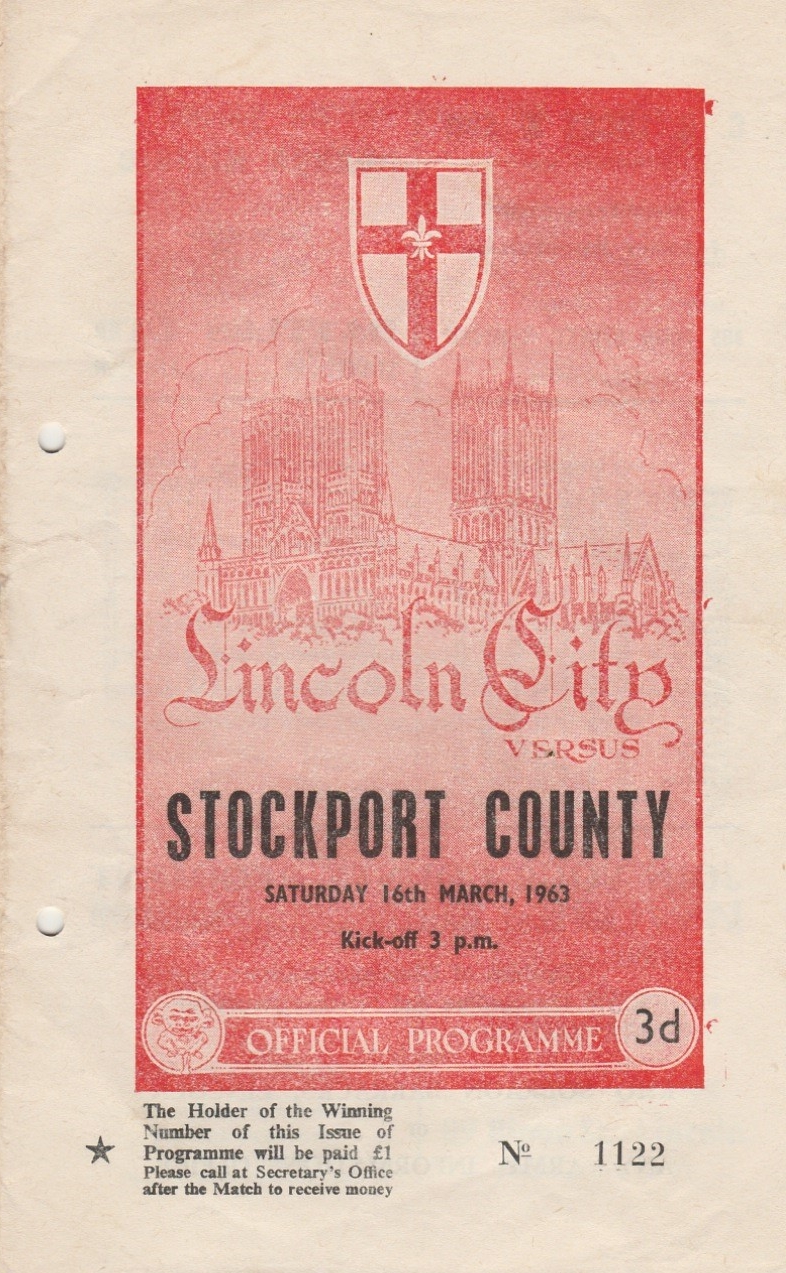 Lincoln City
VERSUS
STOCKPORT COUNTY
SATURDAY 16th MARCH, 1963
Kick-off 3 p.m.
OFFICIAL PROGRAMME 3d
The Holder of the Winning
Number of this Issue of
★ Programme will be paid £1
Please call at Secretary's Office
after the Match to receive money
Nº 1122